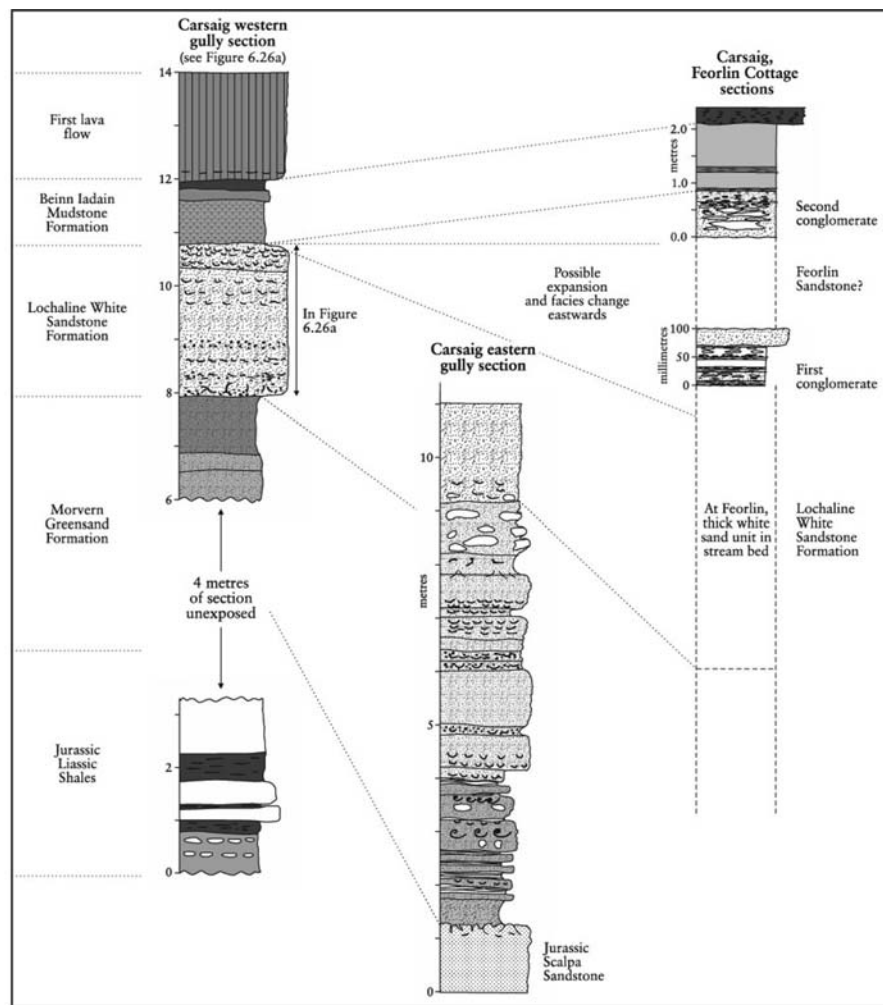 Carsaig western
gully section
(see Figure 6.26a)
14
12
10
8
6
2
0
First lava
flow
Beinn Iadain
Mudstone
Formation
Lochaline White
Sandstone
Formation
Morvern
Greensand
Formation
Jurassic
Liassic
Shales
In Figure
6.26a
4 metres
of section
unexposed
Carsaig eastern
gully section
10
metres
5
0
Jurassic
Scalpa
Sandstone
Possible
expansion
and facies change
eastwards
Carsaig,
Feorlin Cottage
sections
2.0
metres
1.0
0.0
Second
conglomerate
Feorlin
Sandstone?
100
millimetres
50
0
First
conglomerate
At Feorlin,
thick white
sand unit in
stream bed
Lochaline
White
Sandstone
Formation